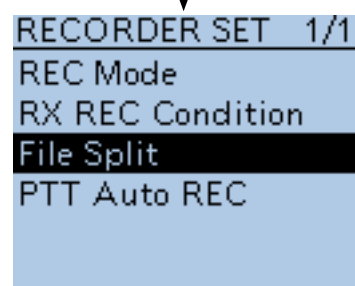 RECORDER SET 1/1
REC Mode
RX REC Condition
File Split
PTT Auto REC